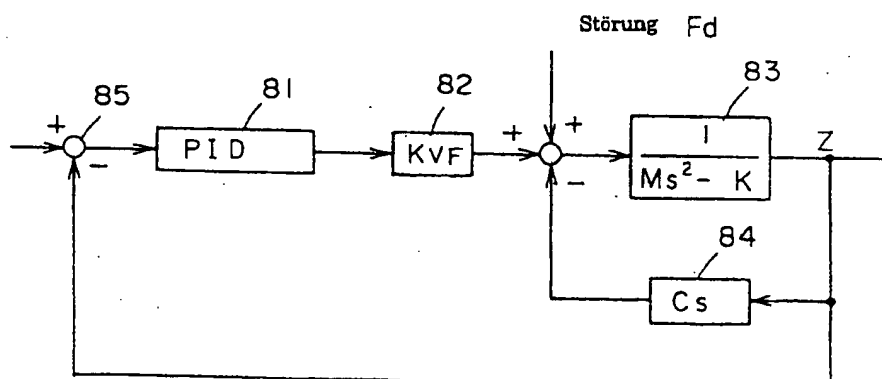 Störung Fd
85
81
82
83
+
−
PID
KVF
+
+
−
1
Ms² - K
Z
84
Cs